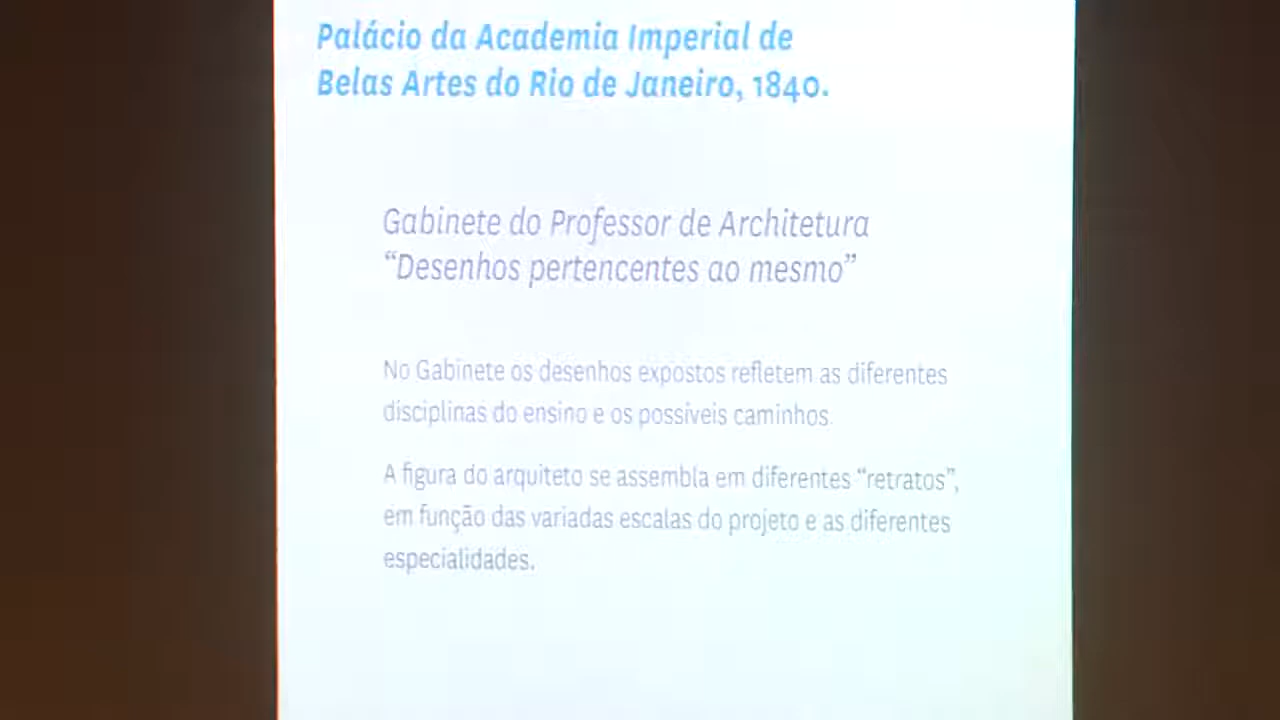 Palácio da Academia Imperial de
Belas Artes do Rio de Janeiro, 1840.
Gabinete do Professor de Architetura
“Desenhos pertencentes ao mesmo”
No Gabinete os desenhos expostos refletem as diferentes
disciplinas do ensino e os possíveis caminhos.
A figura do arquiteto se assembla em diferentes “retratos”,
em função das variadas escalas do projeto e as diferentes
especialidades.